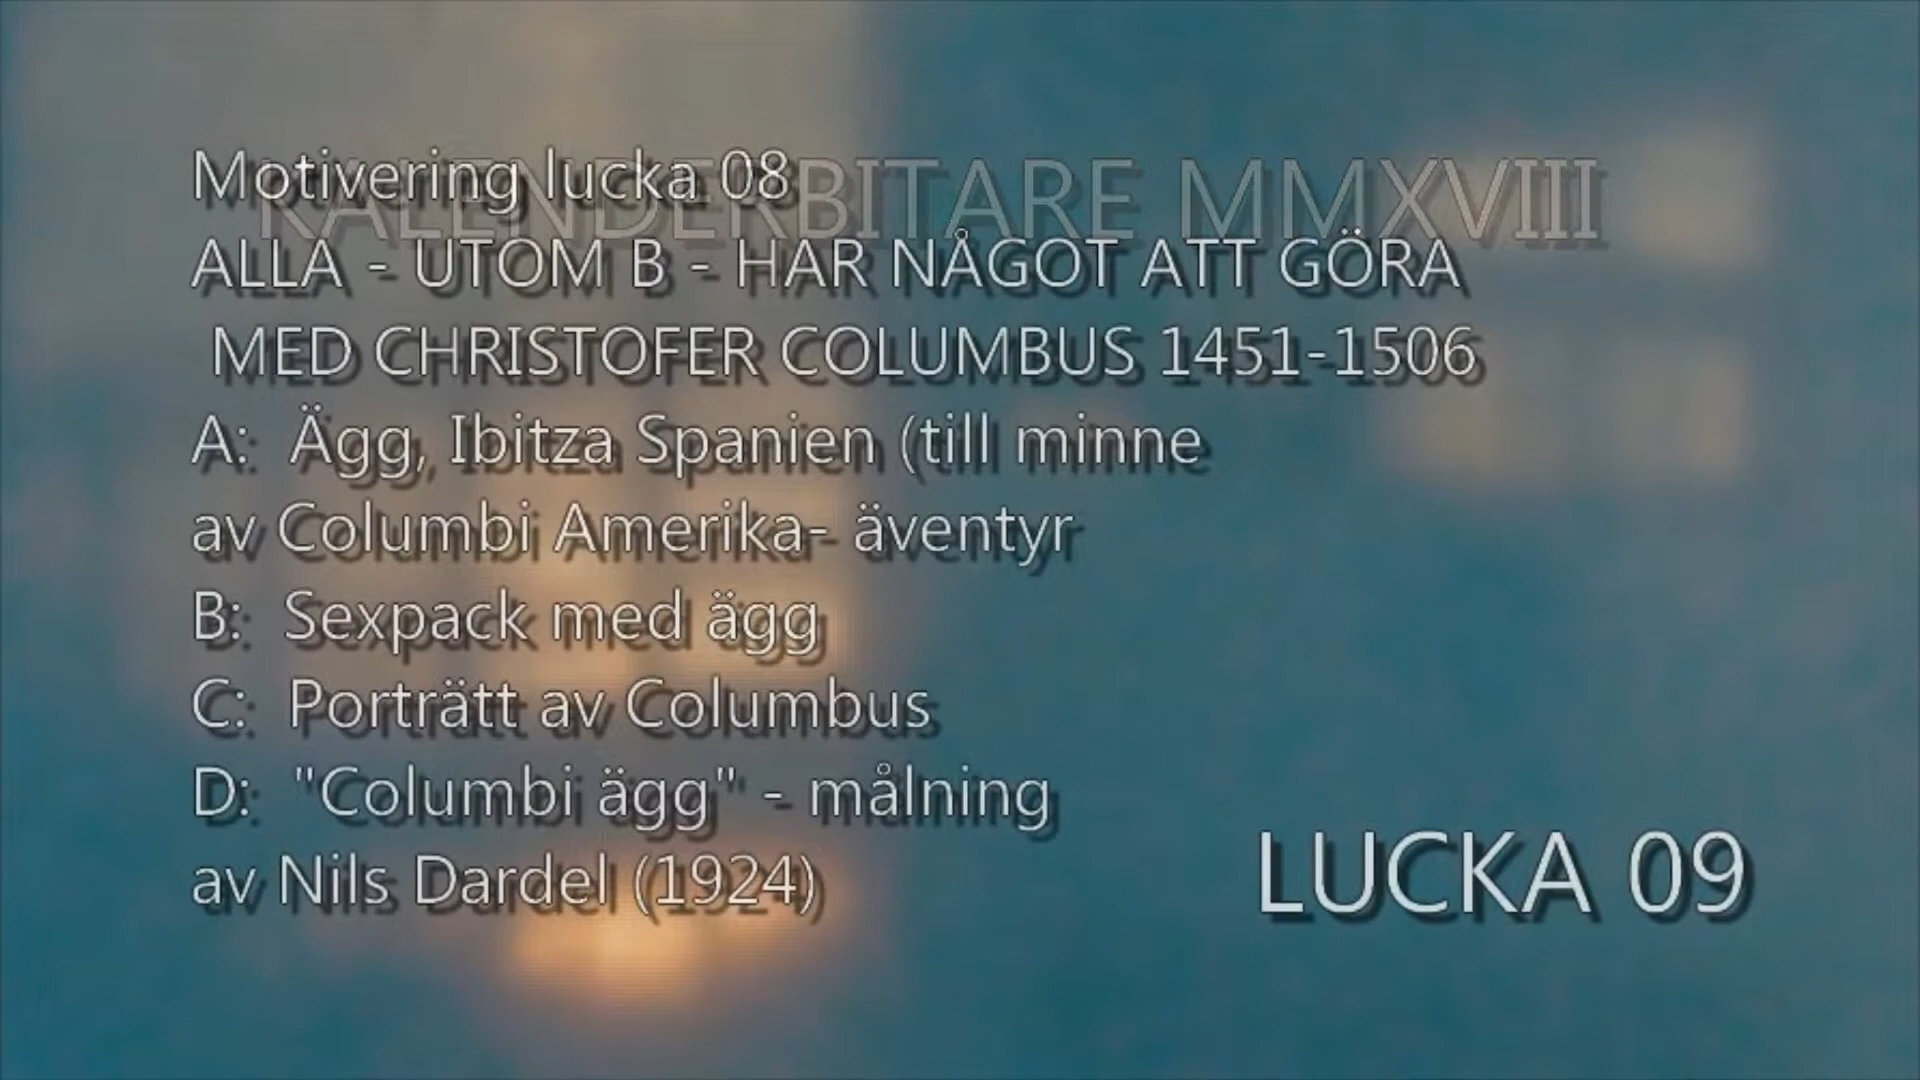 Motivering lucka 08
KALENDERBITARE MMXVIII
ALLA - UTOM B - HAR NÅGOT ATT GÖRA
MED CHRISTOFER COLUMBUS 1451-1506
A: Ägg, Ibitza Spanien (till minne
av Columbi Amerika- äventyr
B: Sexpack med ägg
C: Porträtt av Columbus
D: "Columbi ägg" - målning
av Nils Dardel (1924)
LUCKA 09